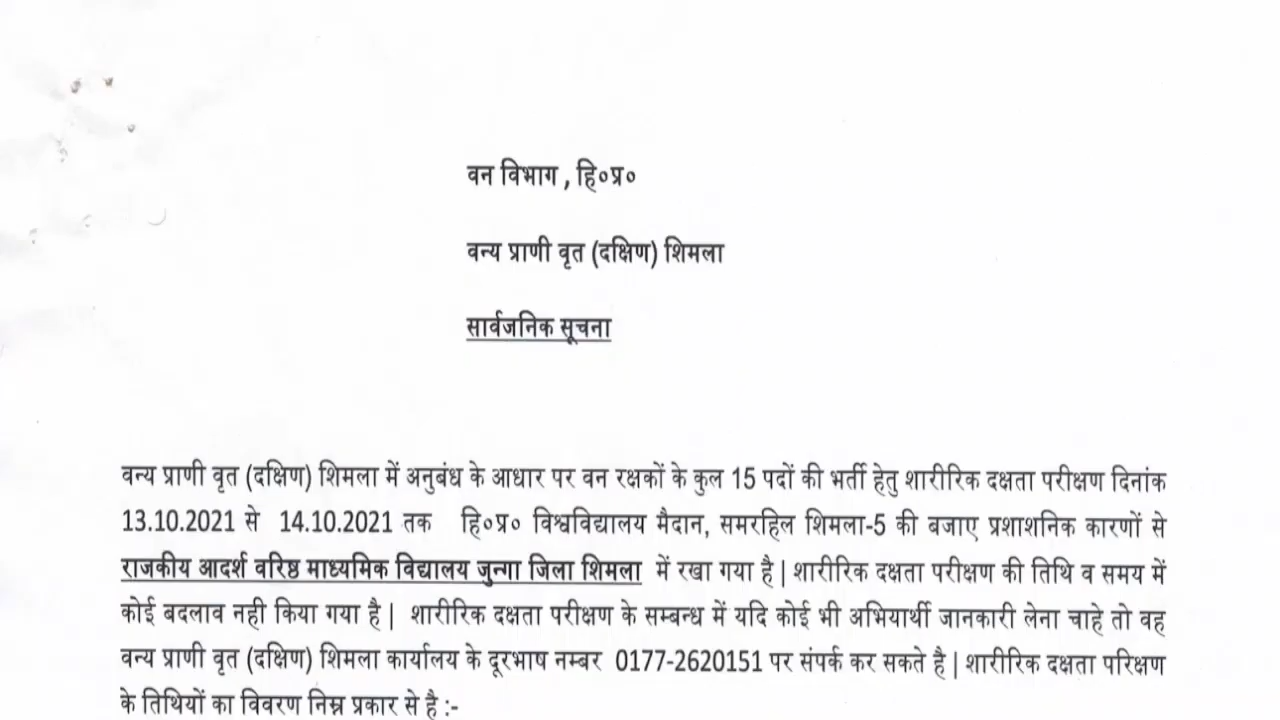 वन विभाग , हि०प्र०
वन्य प्राणी वृत (दक्षिण) शिमला
सार्वजनिक सूचना
वन्य प्राणी वृत (दक्षिण) शिमला में अनुबंध के आधार पर वन रक्षकों के कुल 15 पदों की भर्ती हेतु शारीरिक दक्षता परीक्षण दिनांक
13.10.2021 से 14.10.2021 तक हि०प्र० विश्वविद्यालय मैदान, समरहिल शिमला-5 की बजाए प्रशाशनिक कारणों से
राजकीय आदर्श वरिष्ठ माध्यमिक विद्यालय जुन्गा जिला शिमला में रखा गया है | शारीरिक दक्षता परीक्षण की तिथि व समय में
कोई बदलाव नही किया गया है | शारीरिक दक्षता परीक्षण के सम्बन्ध में यदि कोई भी अभियार्थी जानकारी लेना चाहे तो वह
वन्य प्राणी वृत (दक्षिण) शिमला कार्यालय के दूरभाष नम्बर 0177-2620151 पर संपर्क कर सकते है | शारीरिक दक्षता परिक्षण
के तिथियों का विवरण निम्न प्रकार से है :-